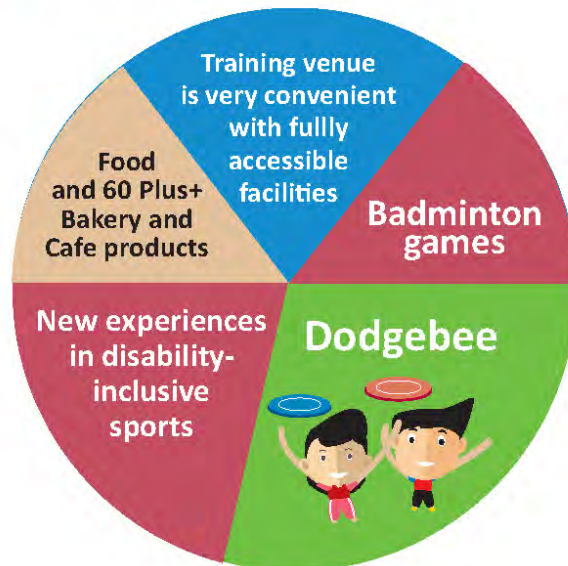 Training venue
is very convenient
with fullly
accessible
facilities
Food
and 60 Plus+
Bakery and
Cafe products
Badminton
games
New experiences
in disability-
inclusive
sports
Dodgebee